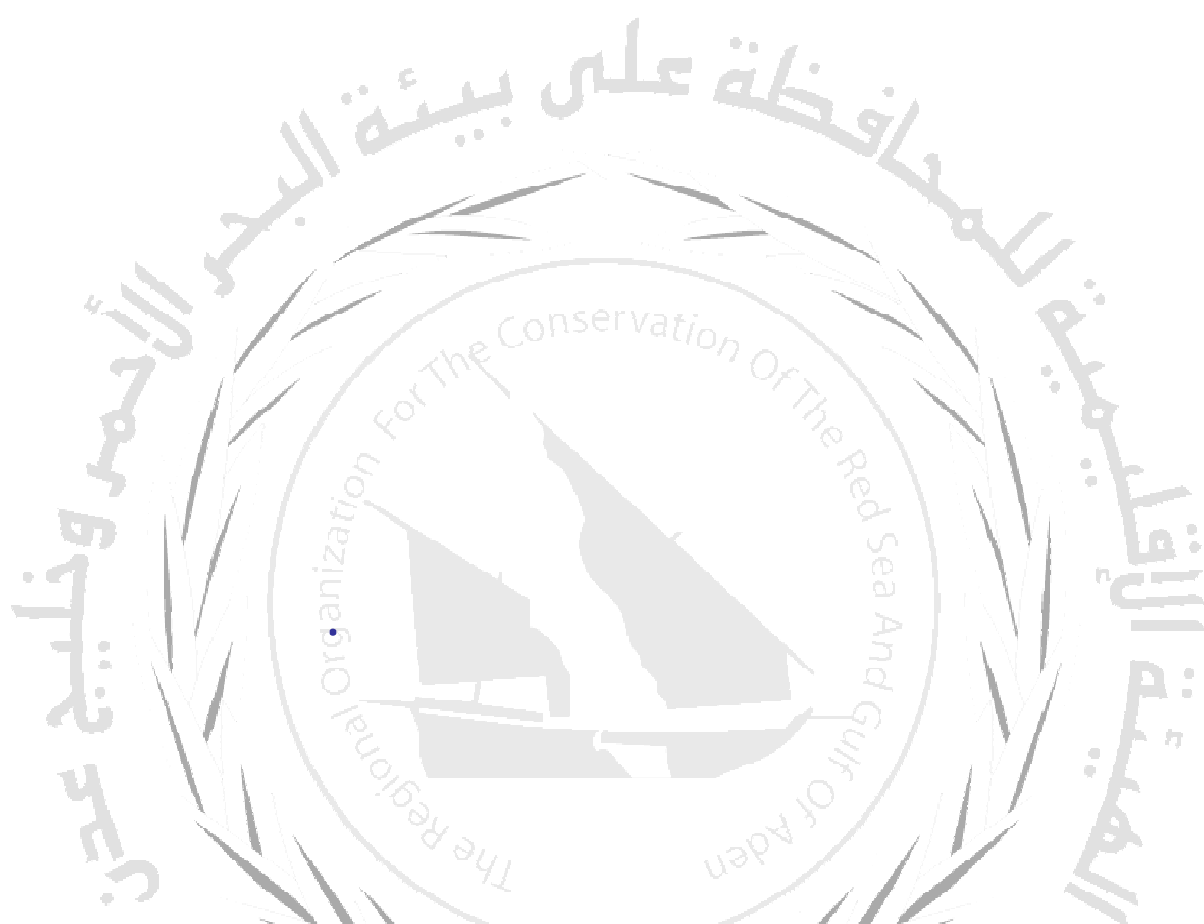 الهيئة الإقليمية للمحافظة على بيئة البحر الأحمر وخليج عدن
The Regional Organization For The Conservation Of The Red Sea And Gulf Of Aden